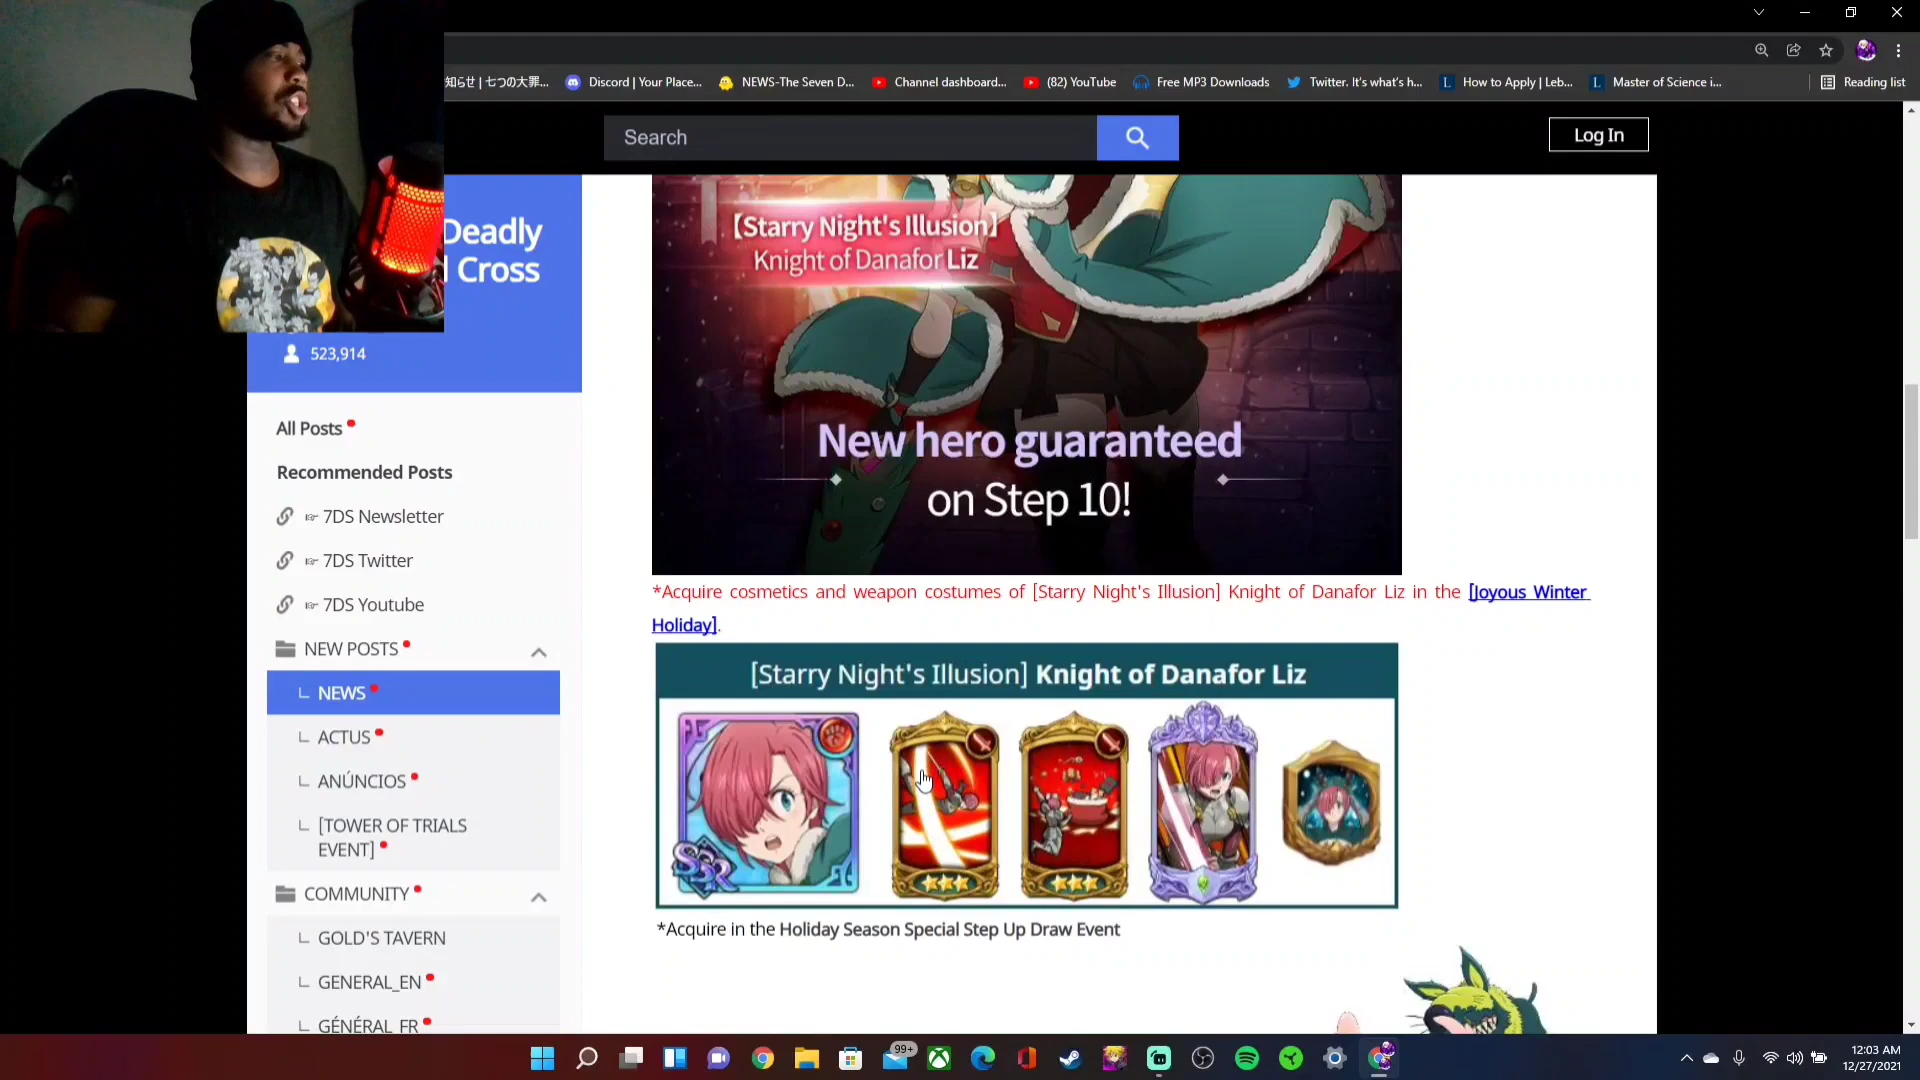 知らせ | 七つの大罪... Discord | Your Place... NEWS-The Seven D... Channel dashboard... (82) YouTube Free MP3 Downloads Twitter. It's what's h... How to Apply | Leb... Master of Science i... Reading list
Search
Log In
Deadly
Cross
523,914
All Posts
Recommended Posts
☞ 7DS Newsletter
☞ 7DS Twitter
☞ 7DS Youtube
NEW POSTS
ㄴ NEWS
ㄴ ACTUS
ㄴ ANÚNCIOS
ㄴ [TOWER OF TRIALS
EVENT]
COMMUNITY
ㄴ GOLD'S TAVERN
ㄴ GENERAL_EN
ㄴ GÉNÉRAL_FR
[Starry Night's Illusion]
Knight of Danafor Liz
New hero guaranteed
on Step 10!
*Acquire cosmetics and weapon costumes of [Starry Night's Illusion] Knight of Danafor Liz in the [Joyous Winter
Holiday].
[Starry Night's Illusion] Knight of Danafor Liz
SSR
*Acquire in the Holiday Season Special Step Up Draw Event
99+
12:03 AM
12/27/2021